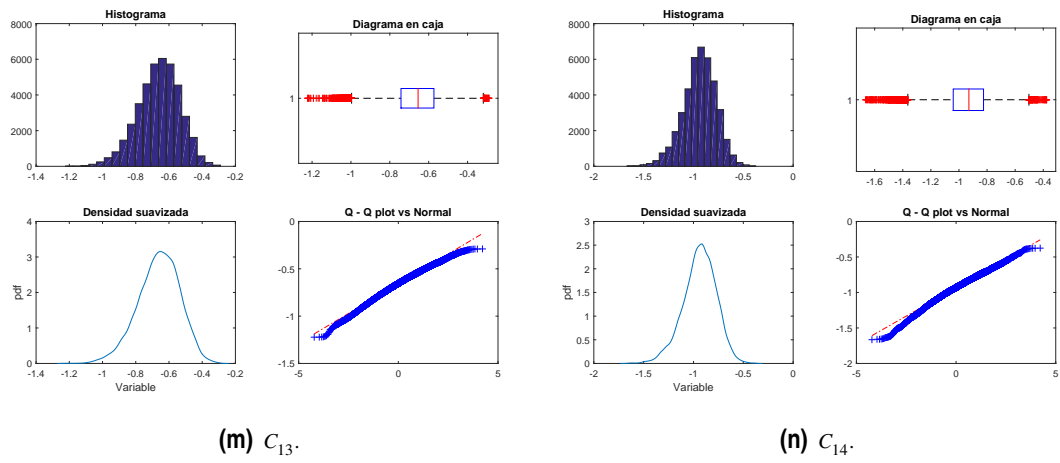 Histograma
8000
6000
4000
2000
0
-1.4 -1.2 -1 -0.8 -0.6 -0.4 -0.2
Diagrama en caja
1
-1.2 -1 -0.8 -0.6 -0.4
Densidad suavizada
4
3
2
1
0
pdf
-1.4 -1.2 -1 -0.8 -0.6 -0.4 -0.2
Variable
Q - Q plot vs Normal
0
-0.5
-1
-1.5
-5 0 5
(m) C13.
Histograma
8000
6000
4000
2000
0
-2 -1.5 -1 -0.5 0
Diagrama en caja
1
-1.6 -1.4 -1.2 -1 -0.8 -0.6 -0.4
Densidad suavizada
3
2.5
2
1.5
1
0.5
0
pdf
-2 -1.5 -1 -0.5 0
Variable
Q - Q plot vs Normal
0
-0.5
-1
-1.5
-2
-5 0 5
(n) C14.